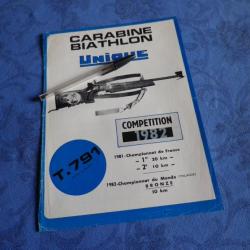 CARABINE
BIATHLON
UNIQUE
COMPETITION
1982
1981-Championnat de France
- 1er 20 km
- 2e 10 km
T.791
1982-Championnat du Monde
BRONZE
10 km